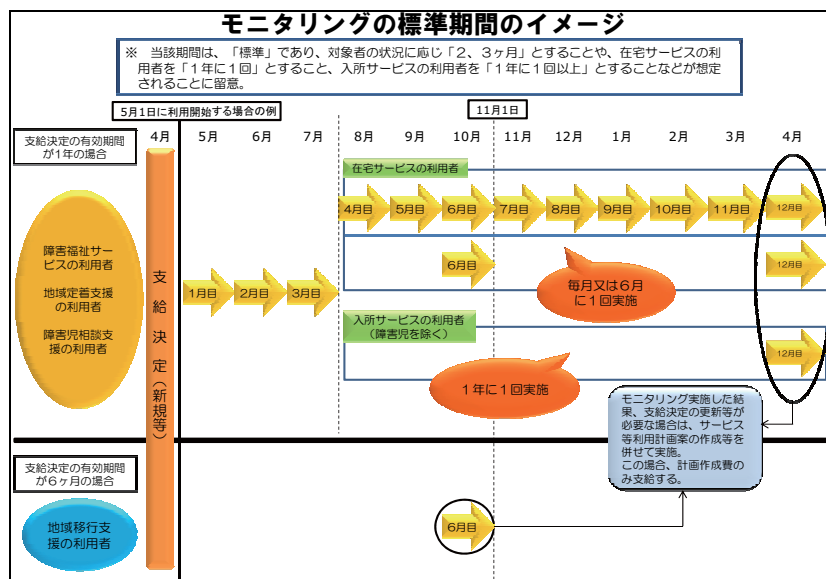 モニタリングの標準期間のイメージ
※　当該期間は、「標準」であり、対象者の状況に応じ「２、３ヶ月」とすることや、在宅サービスの利
用者を「１年に１回」とすること、入所サービスの利用者を「１年に１回以上」とすることなどが想定
されることに留意。
５月１日に利用開始する場合の例
11月１日
支給決定の有効期間
が１年の場合
4月
5月
6月
7月
8月
9月
10月
11月
12月
1月
2月
3月
4月
在宅サービスの利用者
4月目
5月目
6月目
7月目
8月目
9月目
10月目
11月目
12月目
障害福祉サー
ビスの利用者
地域定着支援
の利用者
障害児相談支
援の利用者
支給決定（新規等）
1月目
2月目
3月目
6月目
12月目
毎月又は６月
に１回実施
入所サービスの利用者
（障害児を除く）
12月目
１年に１回実施
モニタリング実施した結
果、支給決定の更新等が
必要な場合は、サービス
等利用計画案の作成等を
併せて実施。
この場合、計画作成費の
み支給する。
支給決定の有効期間
が６ヶ月の場合
地域移行支
援の利用者
6月目